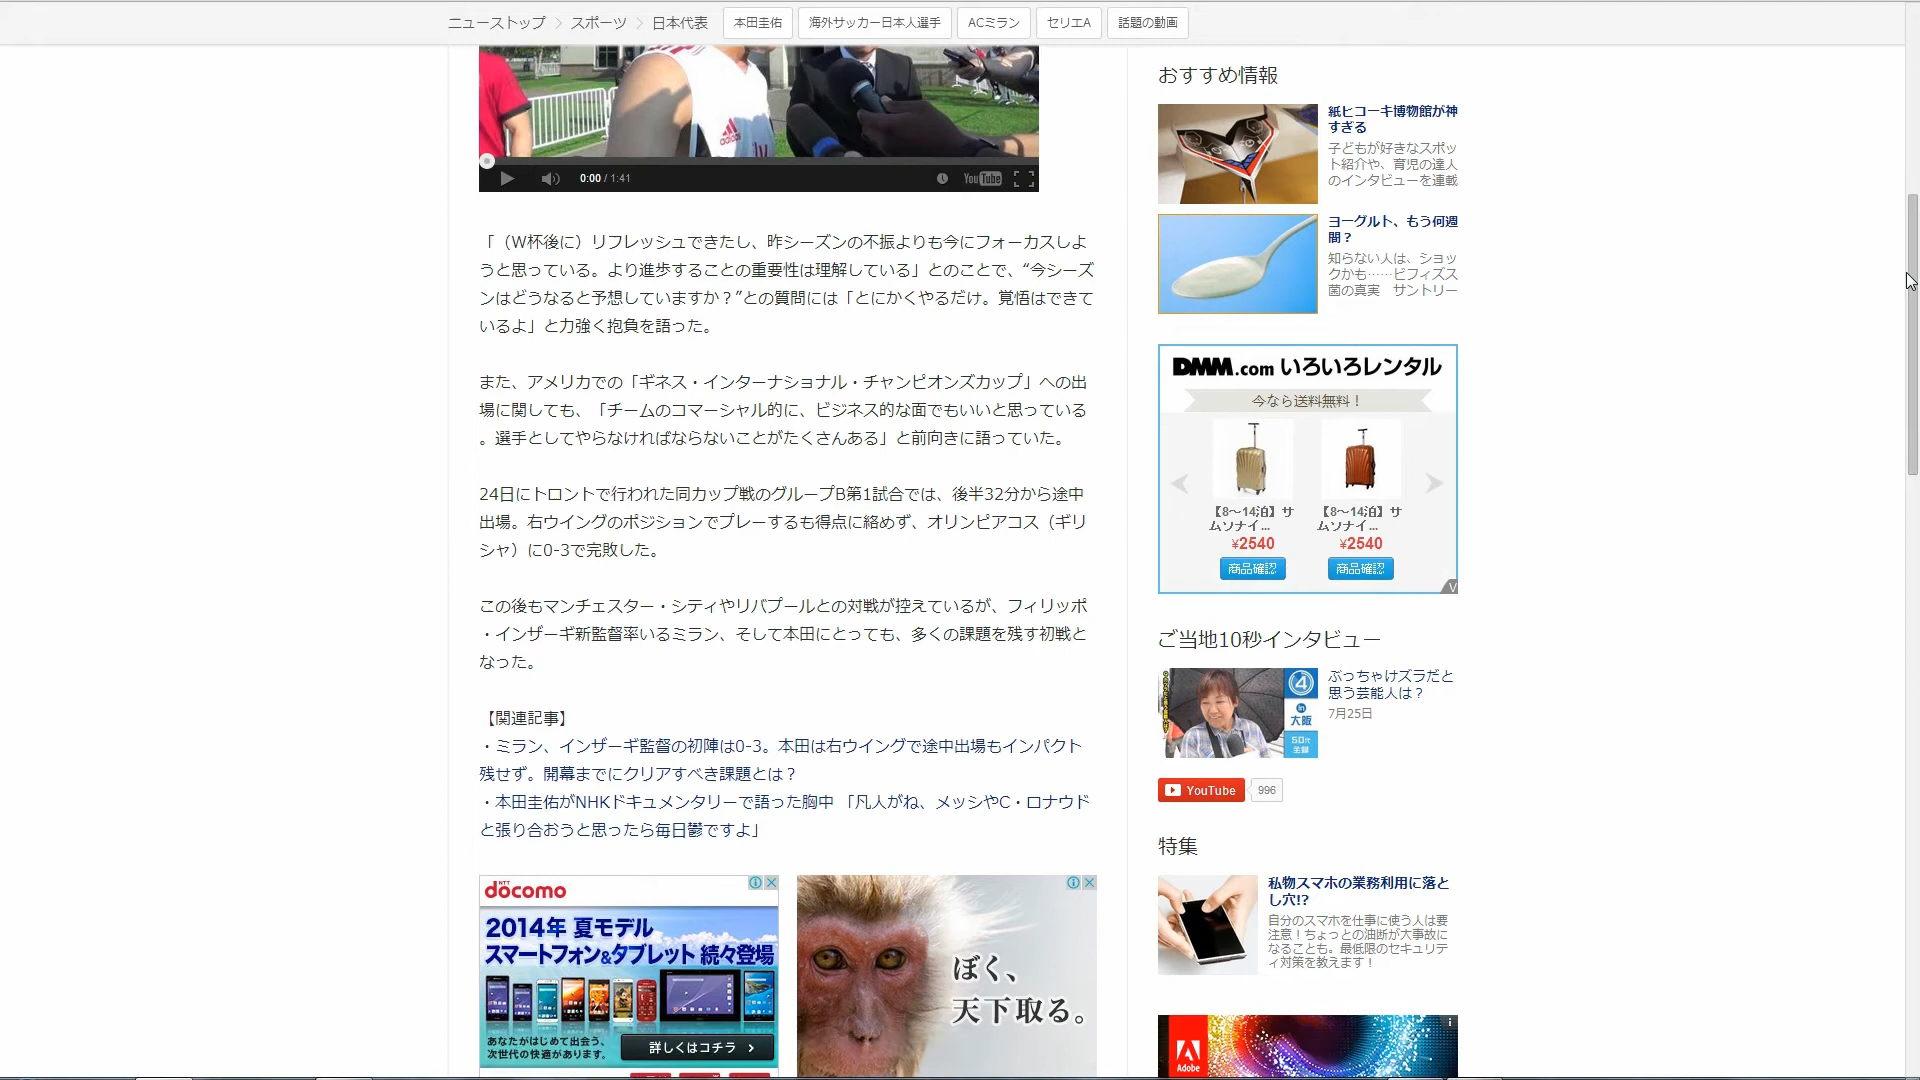 ニューストップ
スポーツ
日本代表
本田圭佑
海外サッカー日本人選手
ACミラン
セリエA
話題の動画
adidas
0:00 / 1:41
YouTube
「（W杯後に）リフレッシュできたし、昨シーズンの不振よりも今にフォーカスしよ
うと思っている。より進歩することの重要性は理解している」とのことで、“今シーズ
ンはどうなると予想していますか？”との質問には「とにかくやるだけ。覚悟はできて
いるよ」と力強く抱負を語った。
また、アメリカでの「ギネス・インターナショナル・チャンピオンズカップ」への出
場に関しても、「チームのコマーシャル的に、ビジネス的な面でもいいと思っている
。選手としてやらなければならないことがたくさんある」と前向きに語っていた。
24日にトロントで行われた同カップ戦のグループB第1試合では、後半32分から途中
出場。右ウイングのポジションでプレーするも得点に絡めず、オリンピアコス（ギリ
シャ）に0-3で完敗した。
この後もマンチェスター・シティやリバプールとの対戦が控えているが、フィリッポ
・インザーギ新監督率いるミラン、そして本田にとっても、多くの課題を残す初戦と
なった。
【関連記事】
・ミラン、インザーギ監督の初陣は0-3。本田は右ウイングで途中出場もインパクト
残せず。開幕までにクリアすべき課題とは？
・本田圭佑がNHKドキュメンタリーで語った胸中 「凡人がね、メッシやC・ロナウド
と張り合おうと思ったら毎日鬱ですよ」
NTT
docomo
2014年 夏モデル
スマートフォン&タブレット 続々登場
あなたがはじめて出会う、
次世代の快適があります。
詳しくはコチラ
ぼく、
天下取る。
おすすめ情報
紙ヒコーキ博物館が神
すぎる
子どもが好きなスポッ
ト紹介や、育児の達人
のインタビューを連載
ヨーグルト、もう何週
間？
知らない人は、ショッ
クかも……ビフィズス
菌の真実　サントリー
DMM.com いろいろレンタル
今なら送料無料！
【8～14泊】サ
ムソナイ...
¥2540
商品確認
【8～14泊】サ
ムソナイ...
¥2540
商品確認
V
ご当地10秒インタビュー
④
in
大阪
50代
主婦
ぶっちゃけズラだと
思う芸能人は？
7月25日
YouTube
996
特集
私物スマホの業務利用に落と
し穴!?
自分のスマホを仕事に使う人は要
注意！ちょっとの油断が大事故に
なることも。最低限のセキュリテ
ィ対策を教えます！
Adobe